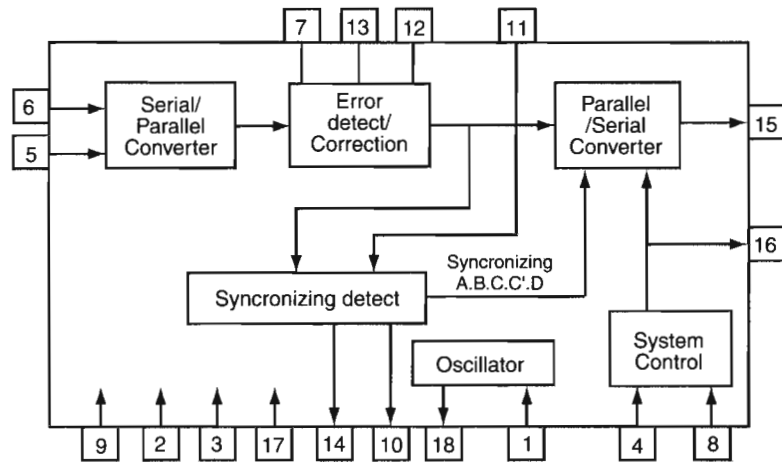 7 13 12 11
6
5
Serial/
Parallel
Converter
Error
detect/
Correction
Parallel
/Serial
Converter
15
16
Syncronizing
A.B.C.C'.D
Syncronizing detect
Oscillator
System
Control
9 2 3 17 14 10 18 1 4 8